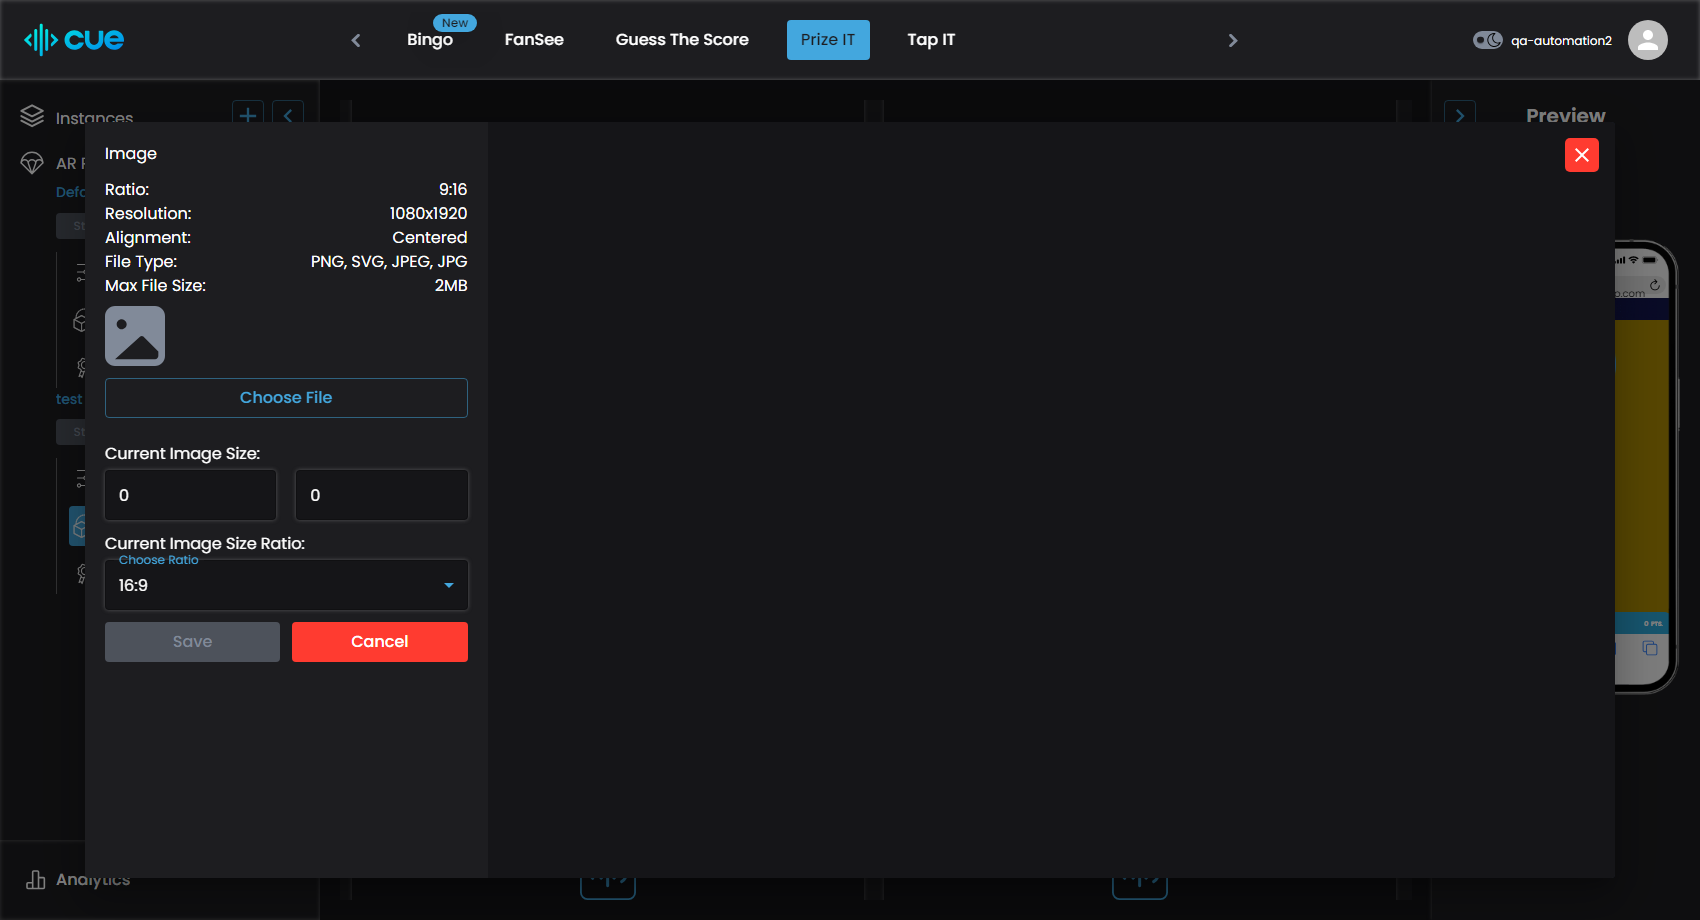 cue
New
Bingo
FanSee
Guess The Score
Prize IT
Tap IT
qa-automation2
Instances
Preview
AR
Image
Ratio: 9:16
Resolution: 1080x1920
Alignment: Centered
File Type: PNG, SVG, JPEG, JPG
Max File Size: 2MB
Choose File
test
Current Image Size:
0 0
Current Image Size Ratio:
Choose Ratio
16:9
Save Cancel
0 PTS.
Analytics